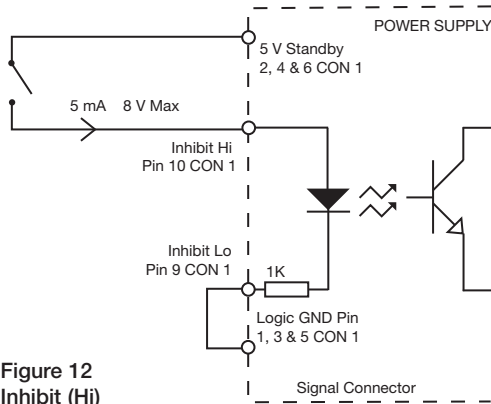 POWER SUPPLY
5 V Standby
2, 4 & 6 CON 1
5 mA 8 V Max
Inhibit Hi
Pin 10 CON 1
Inhibit Lo
Pin 9 CON 1
1K
Logic GND Pin
1, 3 & 5 CON 1
Figure 12
Inhibit (Hi)
Signal Connector